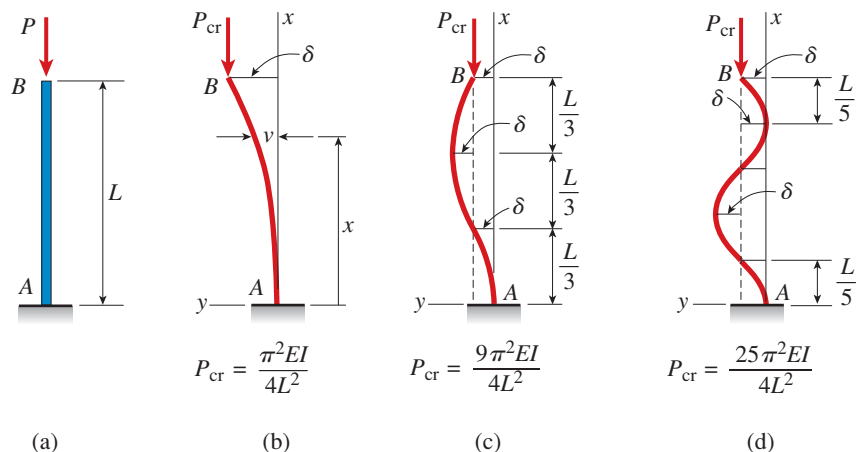 P
B
L
A
(a)
x
P_cr
δ
B
v
x
A
y
P_cr = π²EI / 4L²
(b)
x
P_cr
δ
B
L/3
δ
L/3
δ
L/3
A
y
P_cr = 9π²EI / 4L²
(c)
x
P_cr
δ
B
L/5
δ
δ
L/5
A
y
P_cr = 25π²EI / 4L²
(d)